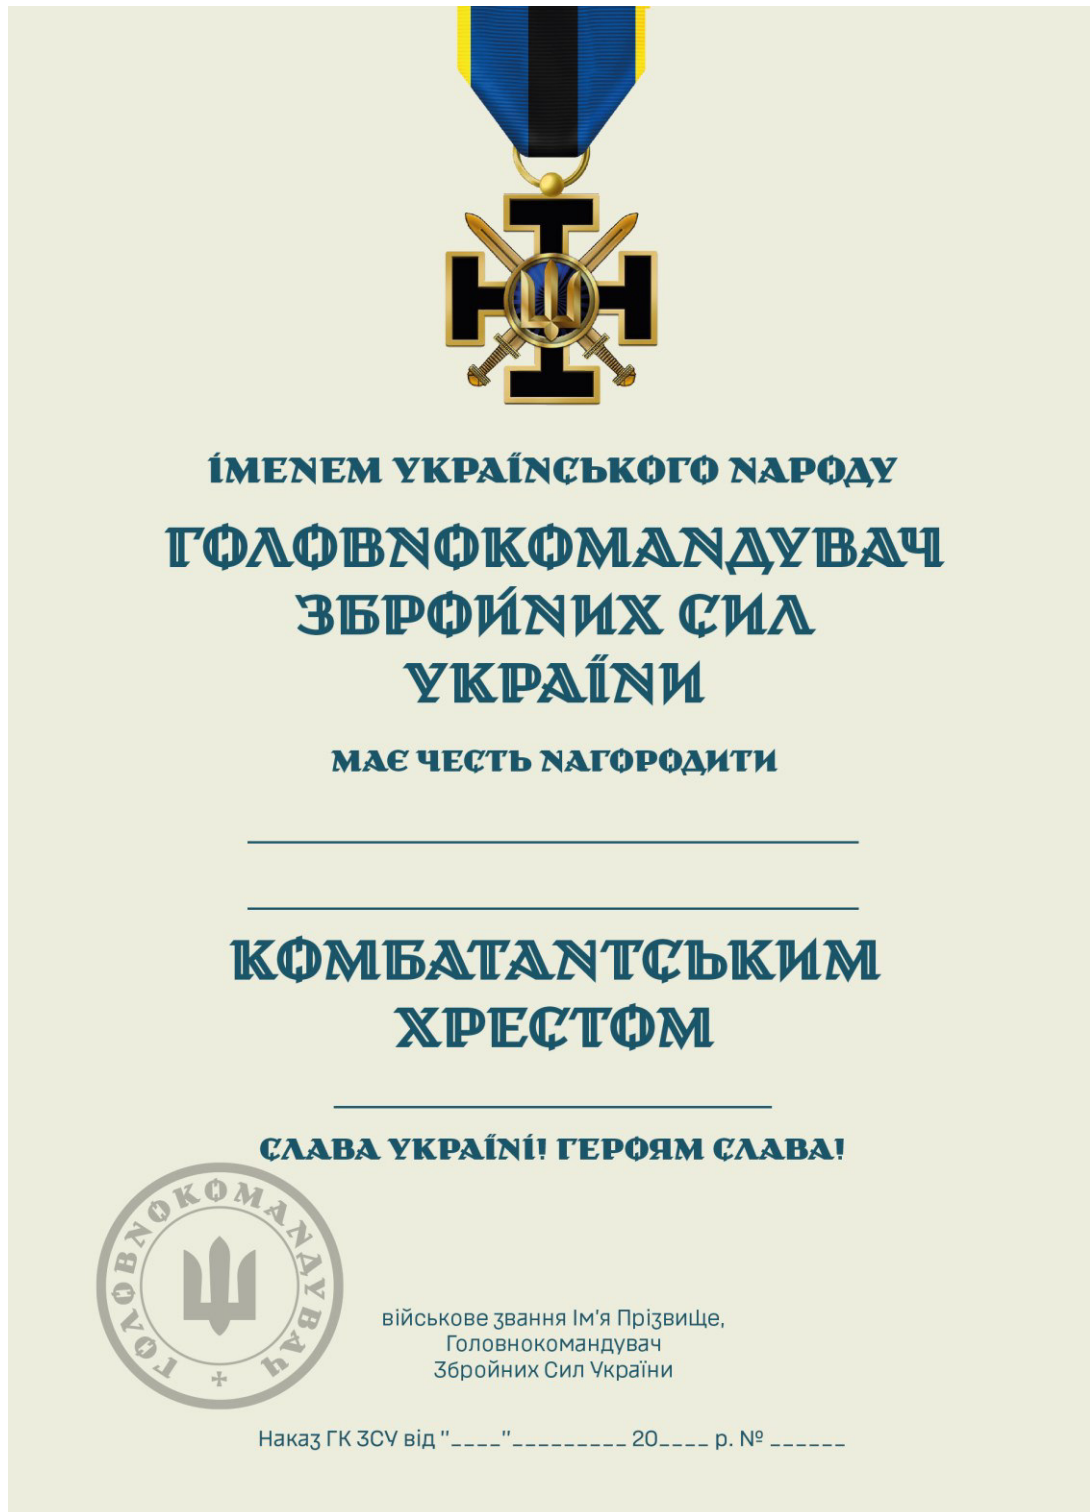 ІМЕНЕМ УКРАЇНСЬКОГО НАРОДУ
ГОЛОВНОКОМАНДУВАЧ
ЗБРОЙНИХ СИЛ
УКРАЇНИ
МАЄ ЧЕСТЬ НАГОРОДИТИ
КОМБАТАНТСЬКИМ
ХРЕСТОМ
СЛАВА УКРАЇНІ! ГЕРОЯМ СЛАВА!
ГОЛОВНОКОМАНДУВАЧ
військове звання Ім'я Прізвище,
Головнокомандувач
Збройних Сил України
Наказ ГК ЗСУ від "____"_________ 20____ р. № ______